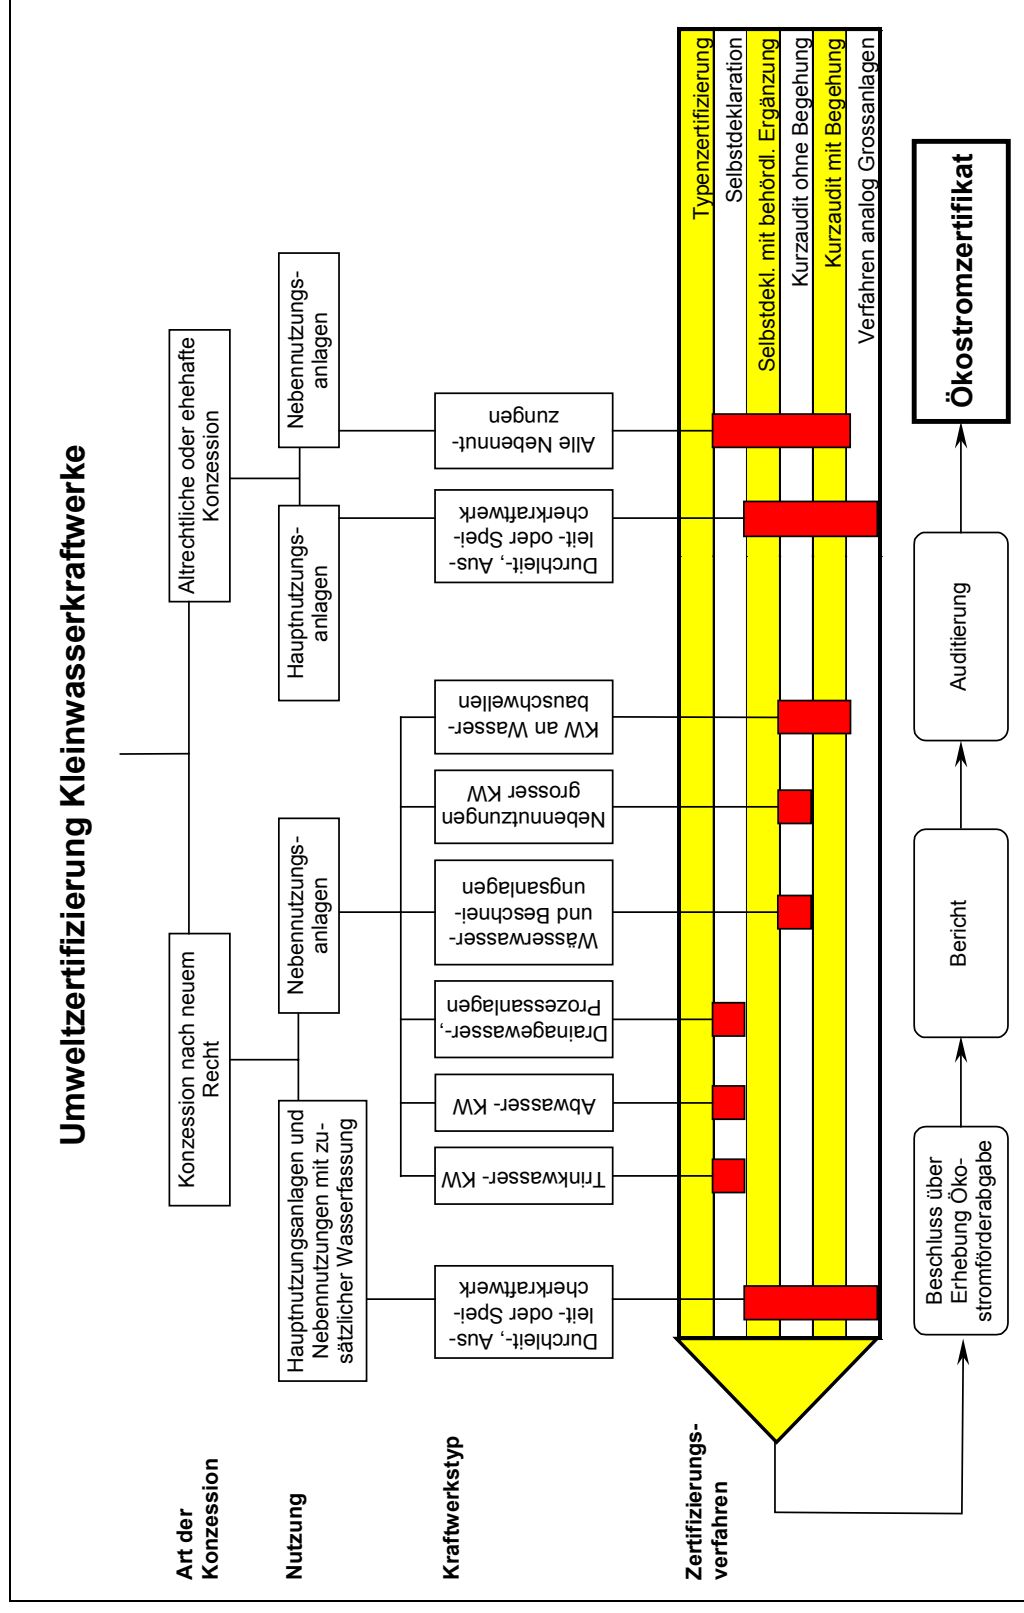 Umweltzertifizierung Kleinwasserkraftwerke
Art der
Konzession
Konzession nach neuem
Recht
Altrechtliche oder ehehafte
Konzession
Nutzung
Hauptnutzungsanlagen und
Nebennutzungen mit zu-
sätzlicher Wasserfassung
Nebennutzungs-
anlagen
Hauptnutzungs-
anlagen
Nebennutzungs-
anlagen
Kraftwerkstyp
Durchleit-, Aus-
leit- oder Spei-
cherkraftwerk
Trinkwasser- KW
Abwasser- KW
Drainagewasser-,
Prozessanlagen
Wässerwasser-
und Beschnei-
ungsanlagen
Nebennutzungen
grosser KW
KW an Wasser-
bauschwellen
Durchleit-, Aus-
leit- oder Spei-
cherkraftwerk
Alle Nebennut-
zungen
Zertifizierungs-
verfahren
Typenzertifizierung
Selbstdeklaration
Selbstdekl. mit behördl. Ergänzung
Kurzaudit ohne Begehung
Kurzaudit mit Begehung
Verfahren analog Grossanlagen
Beschluss über
Erhebung Öko-
stromförderabgabe
Bericht
Auditierung
Ökostromzertifikat